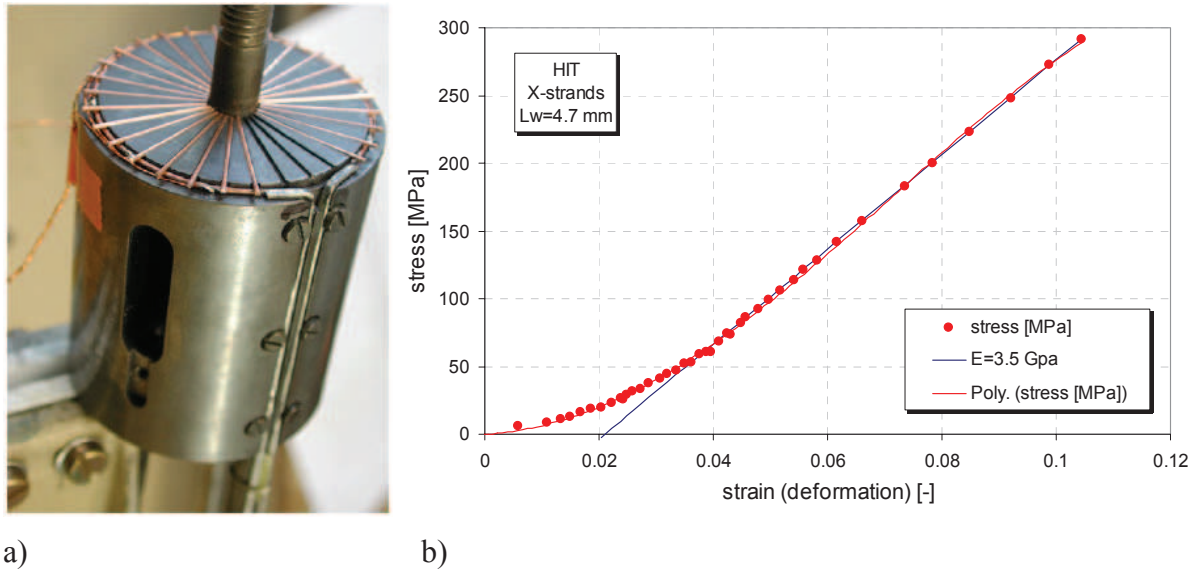 300
250
200
150
100
50
0
stress [MPa]
HIT
X-strands
Lw=4.7 mm
stress [MPa]
E=3.5 Gpa
Poly. (stress [MPa])
0 0.02 0.04 0.06 0.08 0.1 0.12
strain (deformation) [-]
a) b)